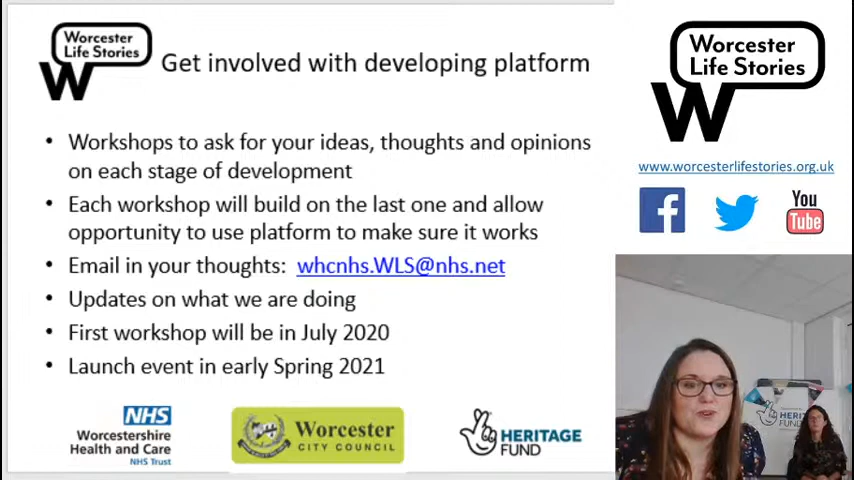 Worcester
Life Stories
W
Get involved with developing platform
• Workshops to ask for your ideas, thoughts and opinions
on each stage of development
• Each workshop will build on the last one and allow
opportunity to use platform to make sure it works
• Email in your thoughts: whcnhs.WLS@nhs.net
• Updates on what we are doing
• First workshop will be in July 2020
• Launch event in early Spring 2021
NHS
Worcestershire
Health and Care
NHS Trust
Worcester
CITY COUNCIL
HERITAGE
FUND
Worcester
Life Stories
W
www.worcesterlifestories.org.uk
f
You
Tube
HERITAGE
FUND